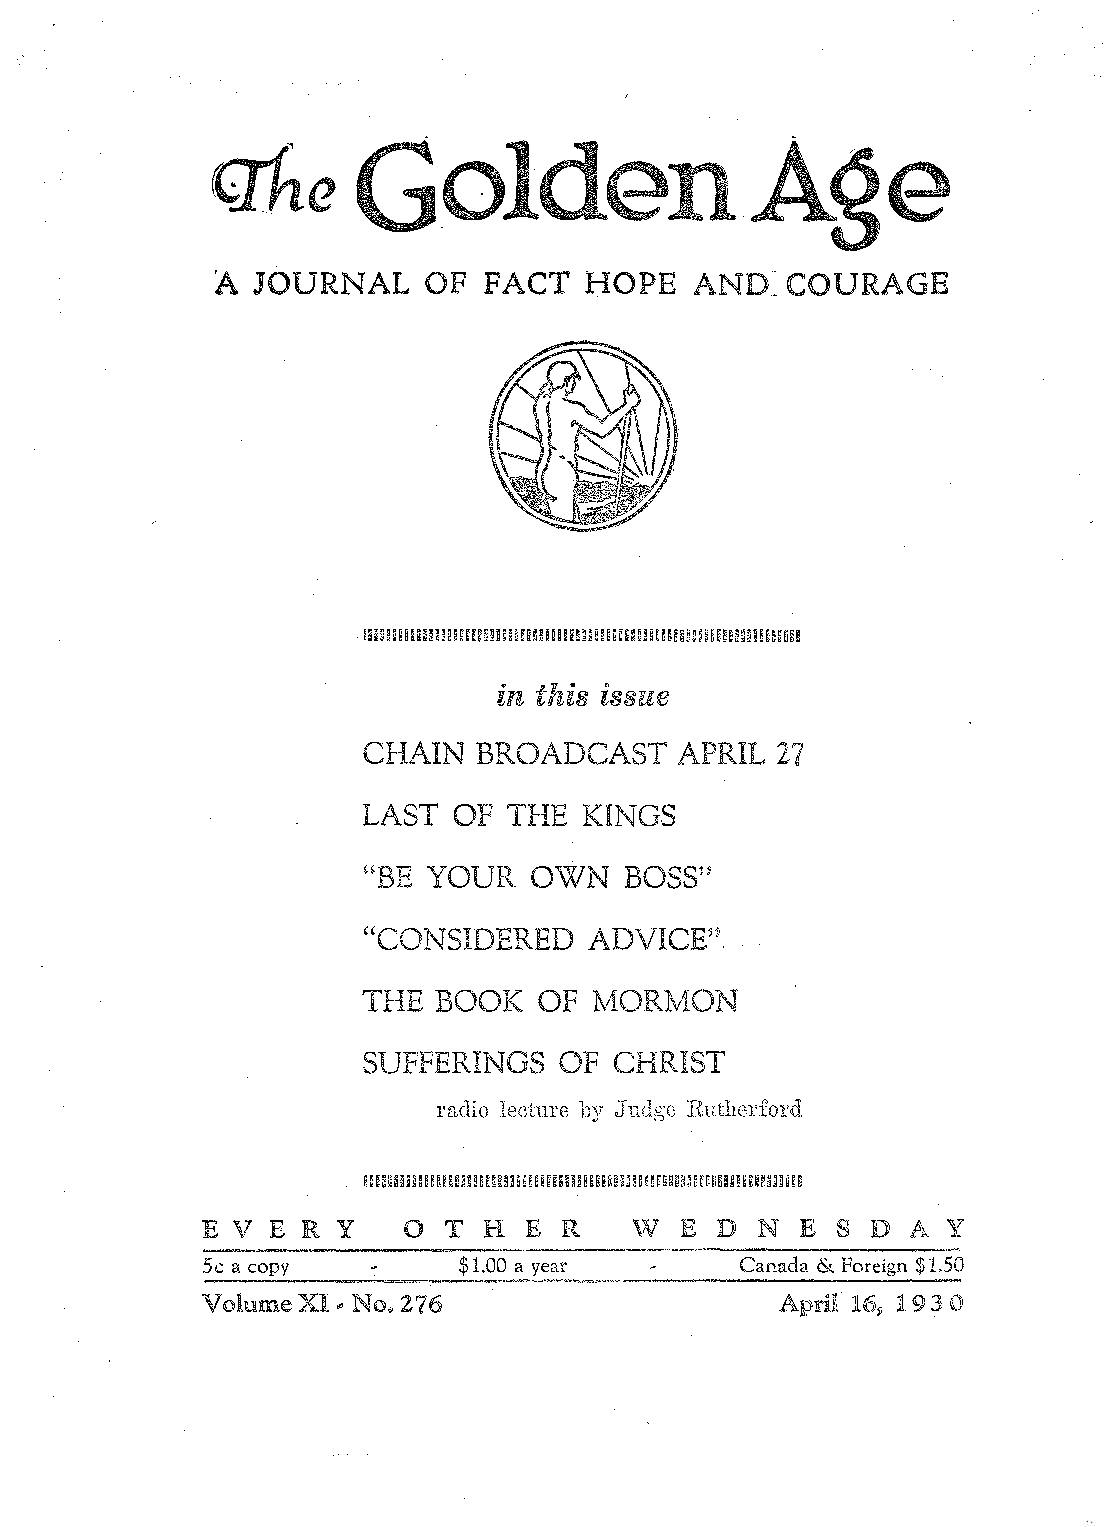 The Golden Age
A JOURNAL OF FACT HOPE AND COURAGE
in this issue
CHAIN BROADCAST APRIL 27
LAST OF THE KINGS
“BE YOUR OWN BOSS”
“CONSIDERED ADVICE”
THE BOOK OF MORMON
SUFFERINGS OF CHRIST
radio lecture by Judge Rutherford
EVERY OTHER WEDNESDAY
5c a copy - $1.00 a year - Canada & Foreign $1.50
Volume XI - No. 276 April 16, 1930